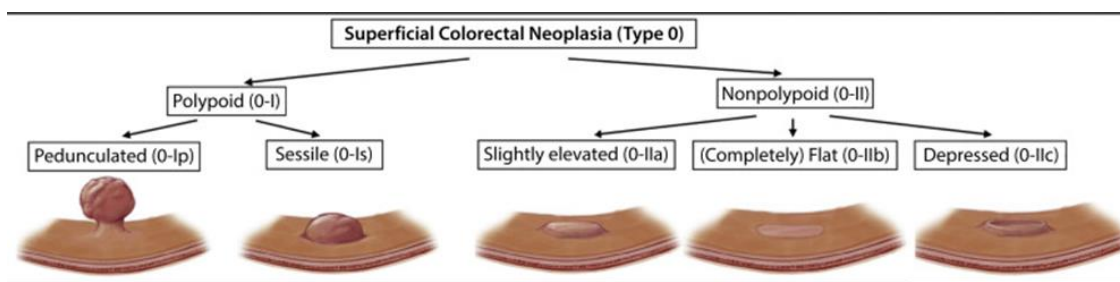 Superficial Colorectal Neoplasia (Type 0)
Polypoid (0-I)
Nonpolypoid (0-II)
Pedunculated (0-Ip)
Sessile (0-Is)
Slightly elevated (0-IIa)
(Completely) Flat (0-IIb)
Depressed (0-IIc)